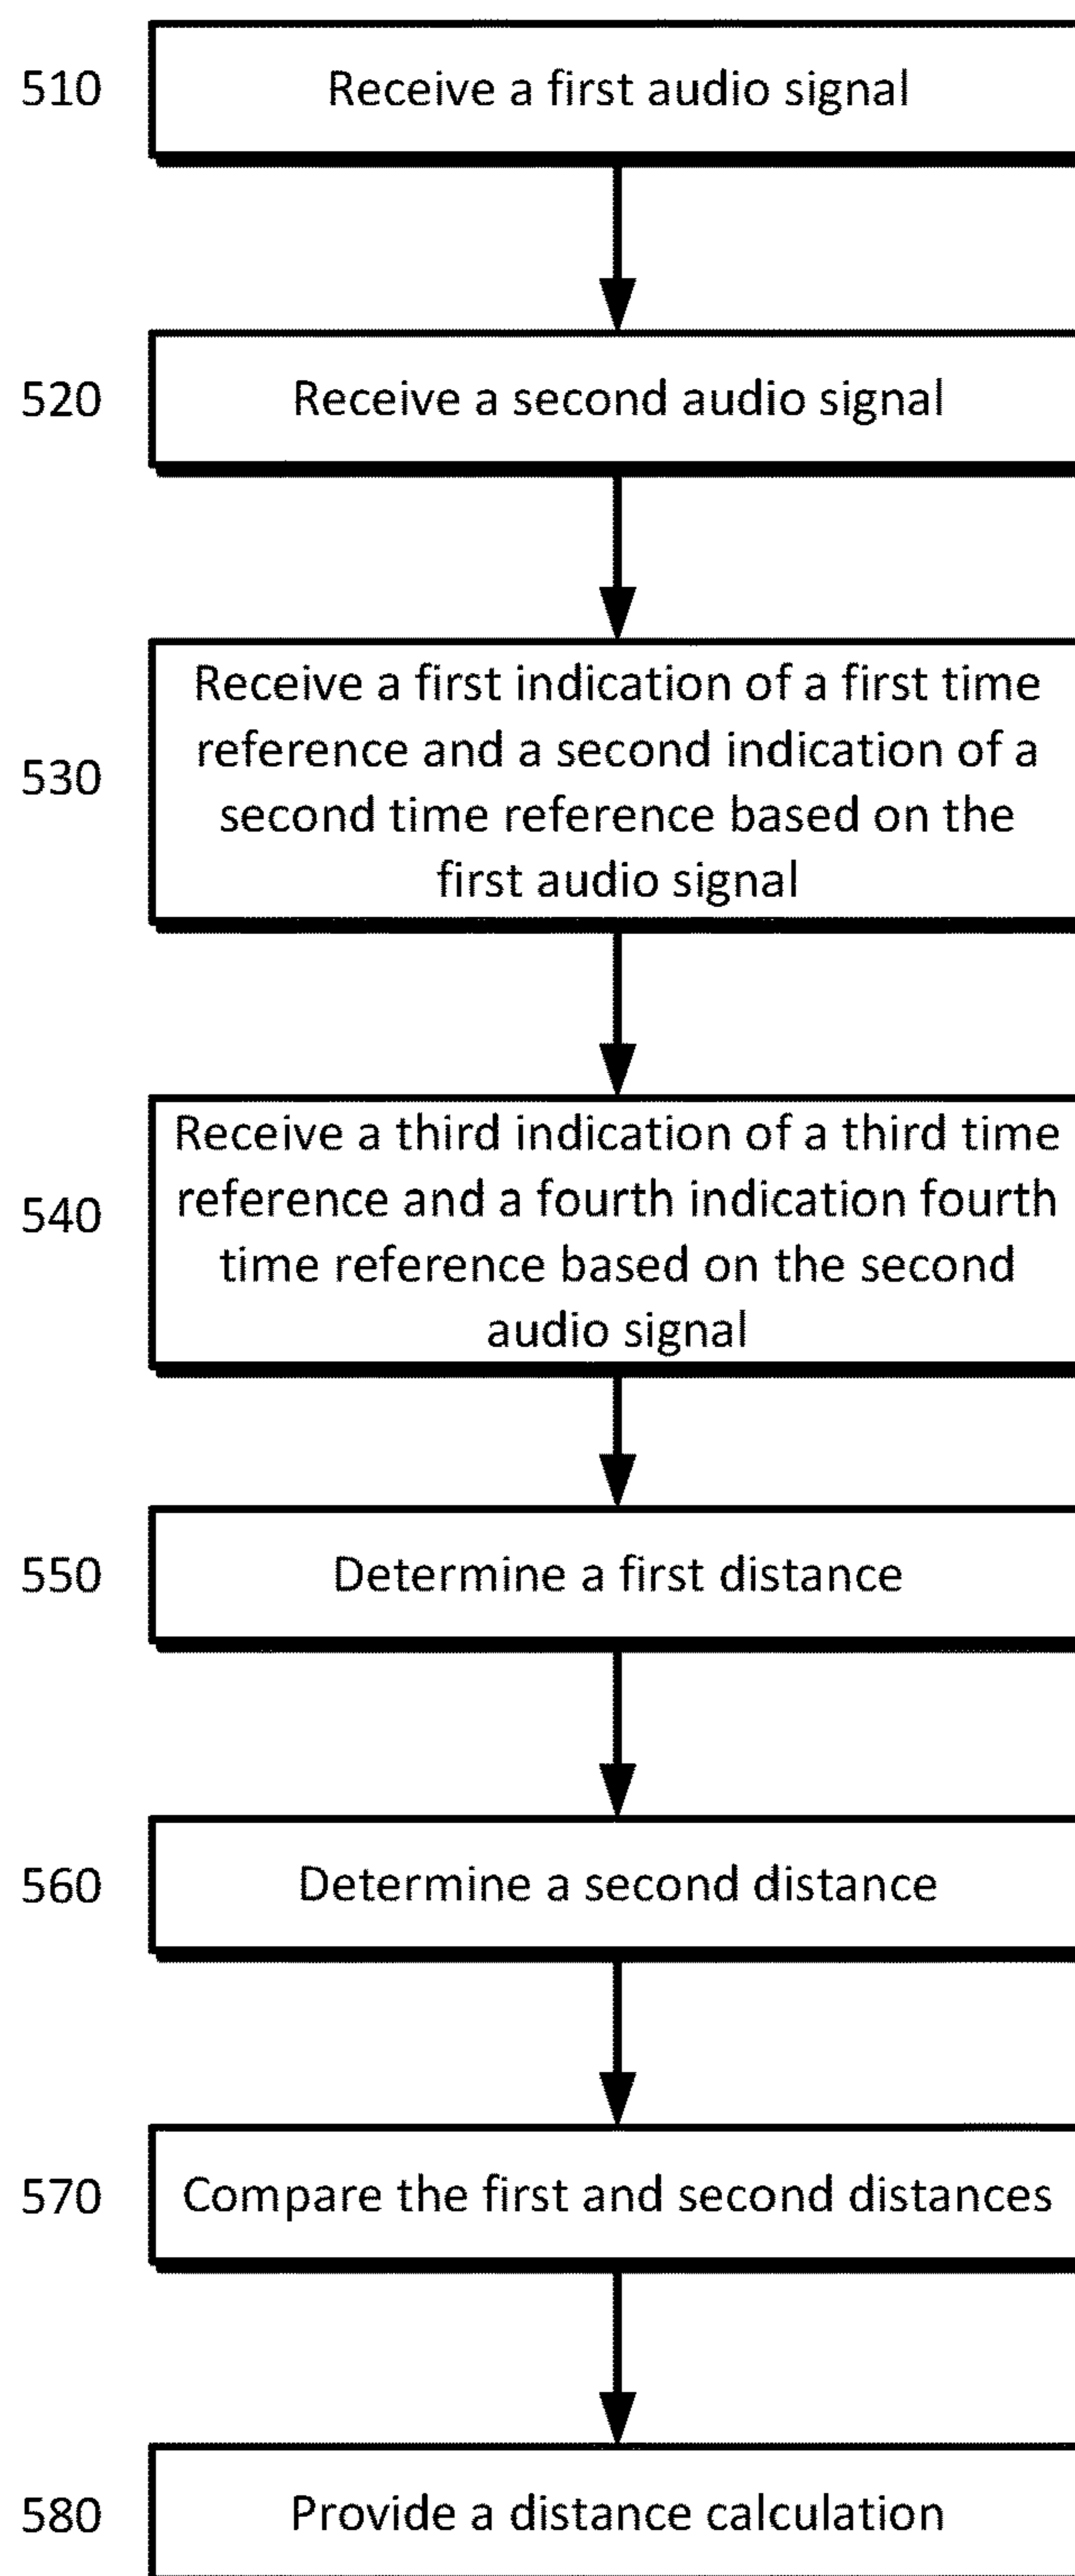 510
Receive a first audio signal
520
Receive a second audio signal
530
Receive a first indication of a first time
reference and a second indication of a
second time reference based on the
first audio signal
540
Receive a third indication of a third time
reference and a fourth indication fourth
time reference based on the second
audio signal
550
Determine a first distance
560
Determine a second distance
570
Compare the first and second distances
580
Provide a distance calculation